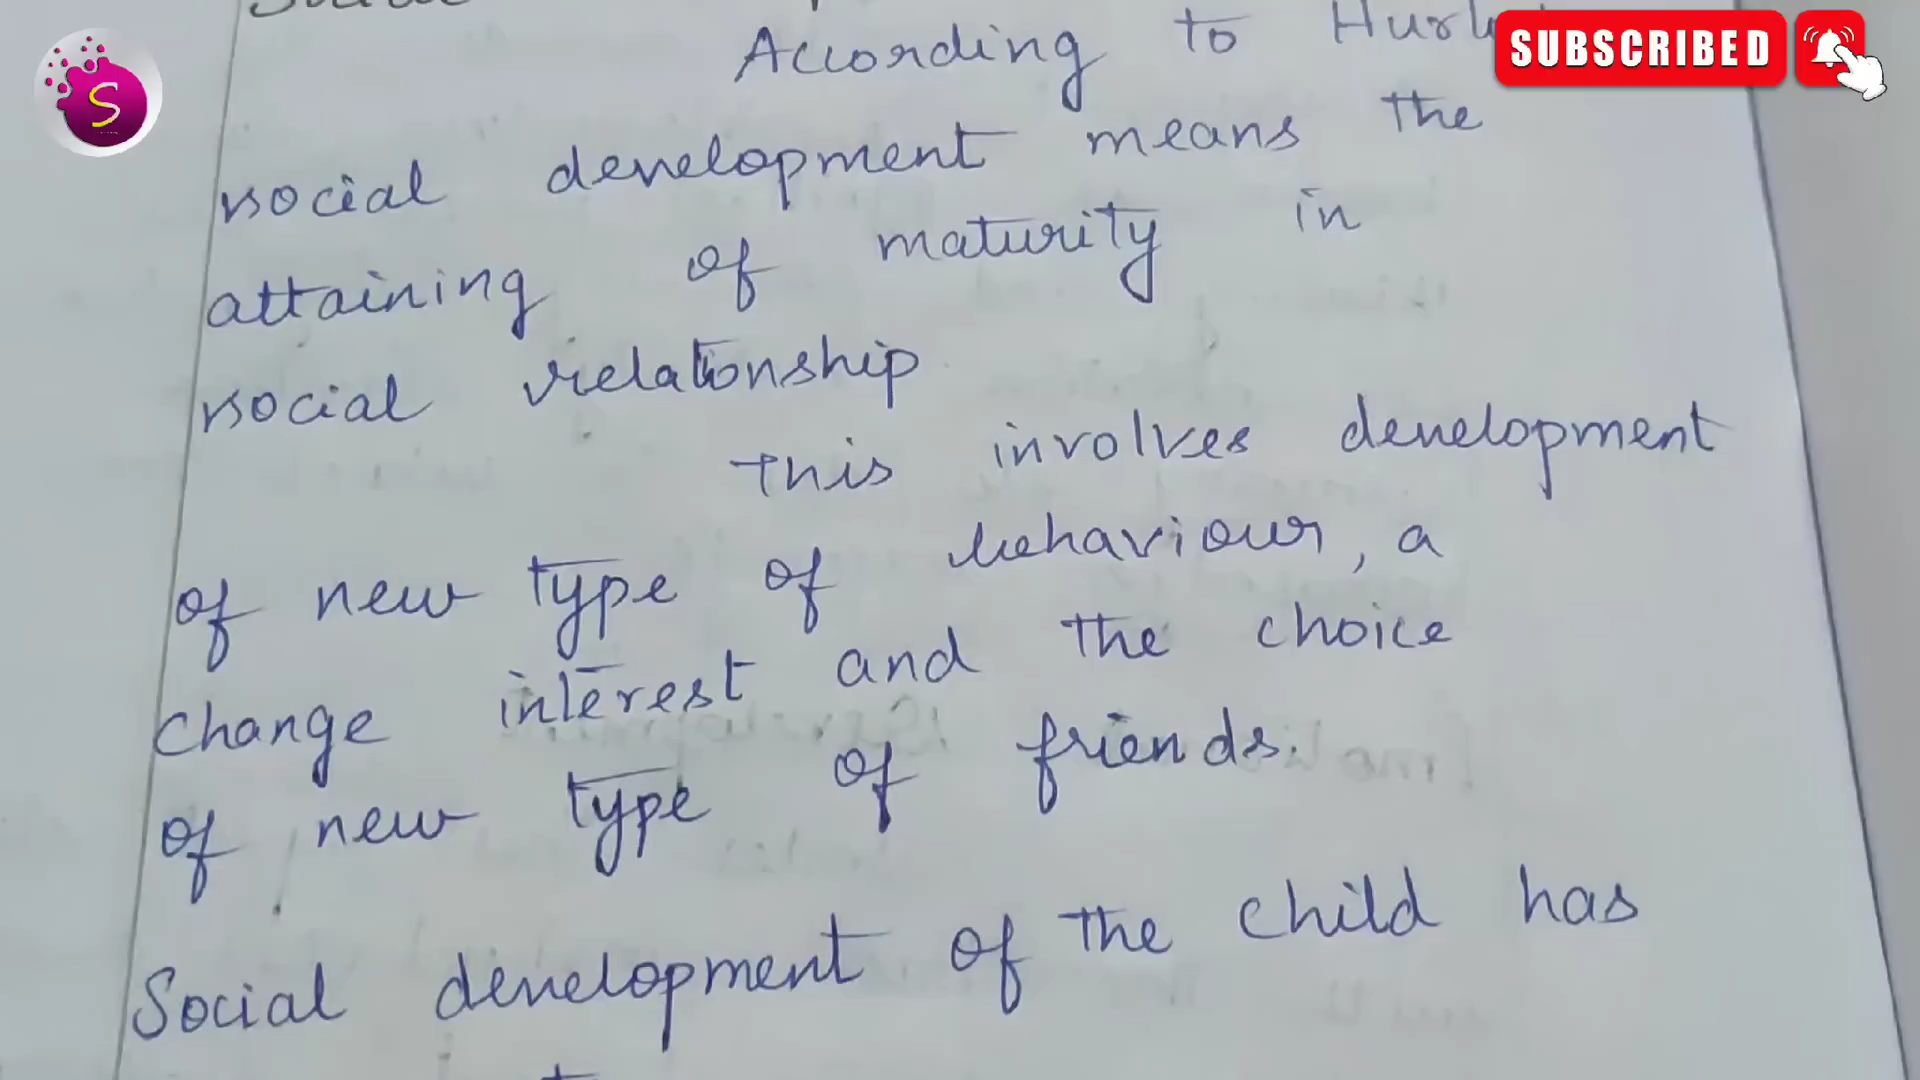 According to
SUBSCRIBED
S
social development means the
attaining of maturity in
social relationship
This involves development
of new type of behaviour, a
change interest and the choice
of new type of friends.
Social development of the child has